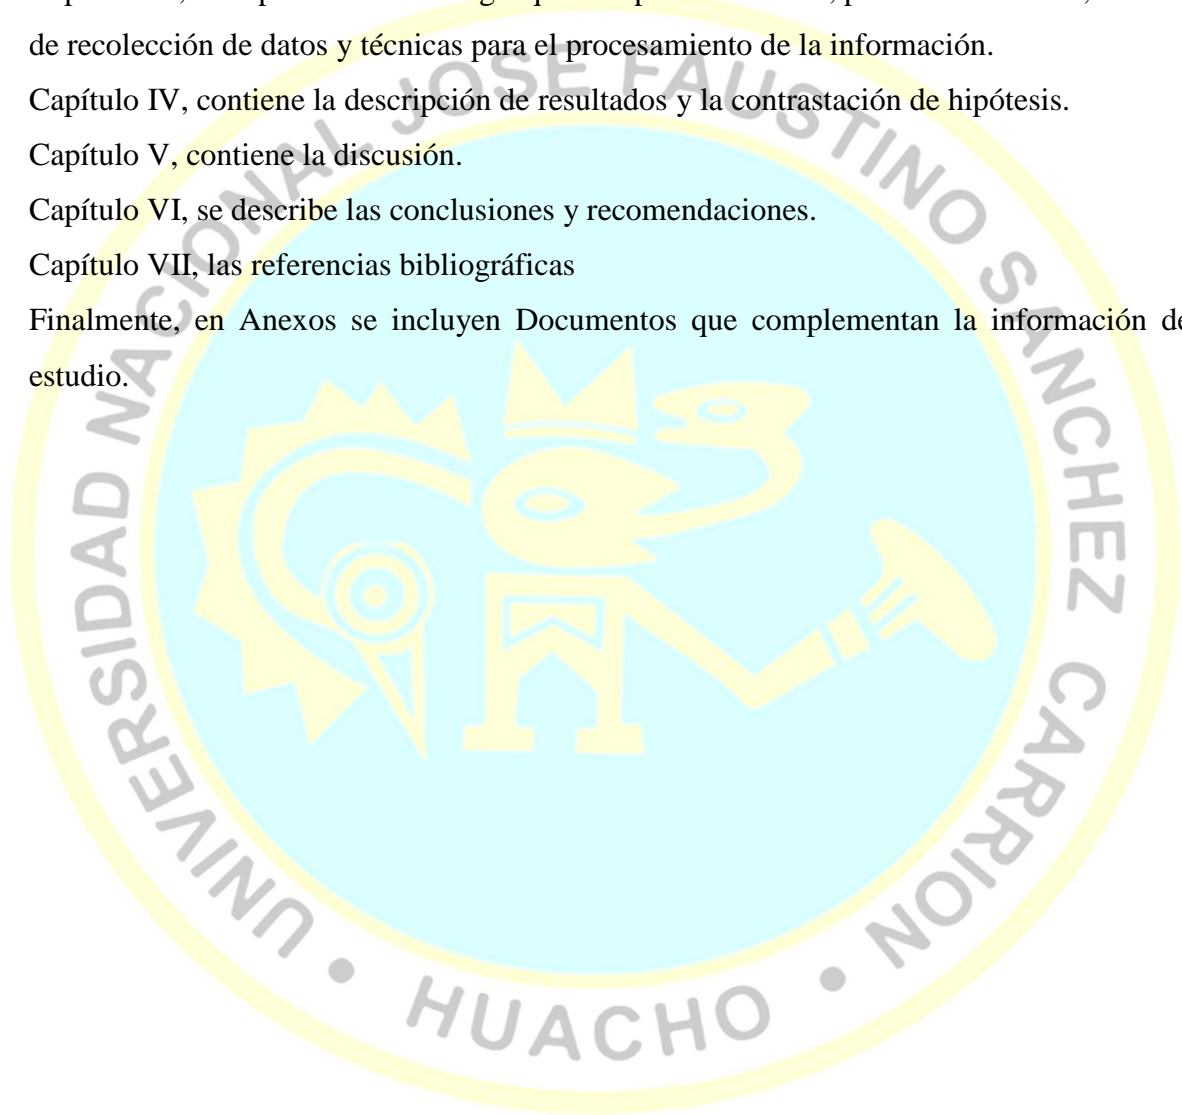 de recolección de datos y técnicas para el procesamiento de la información.
Capítulo IV, contiene la descripción de resultados y la contrastación de hipótesis.
Capítulo V, contiene la discusión.
Capítulo VI, se describe las conclusiones y recomendaciones.
Capítulo VII, las referencias bibliográficas
Finalmente, en Anexos se incluyen Documentos que complementan la información de
estudio.
UNIVERSIDAD NACIONAL JOSE FAUSTINO SANCHEZ CARRION
• HUACHO •